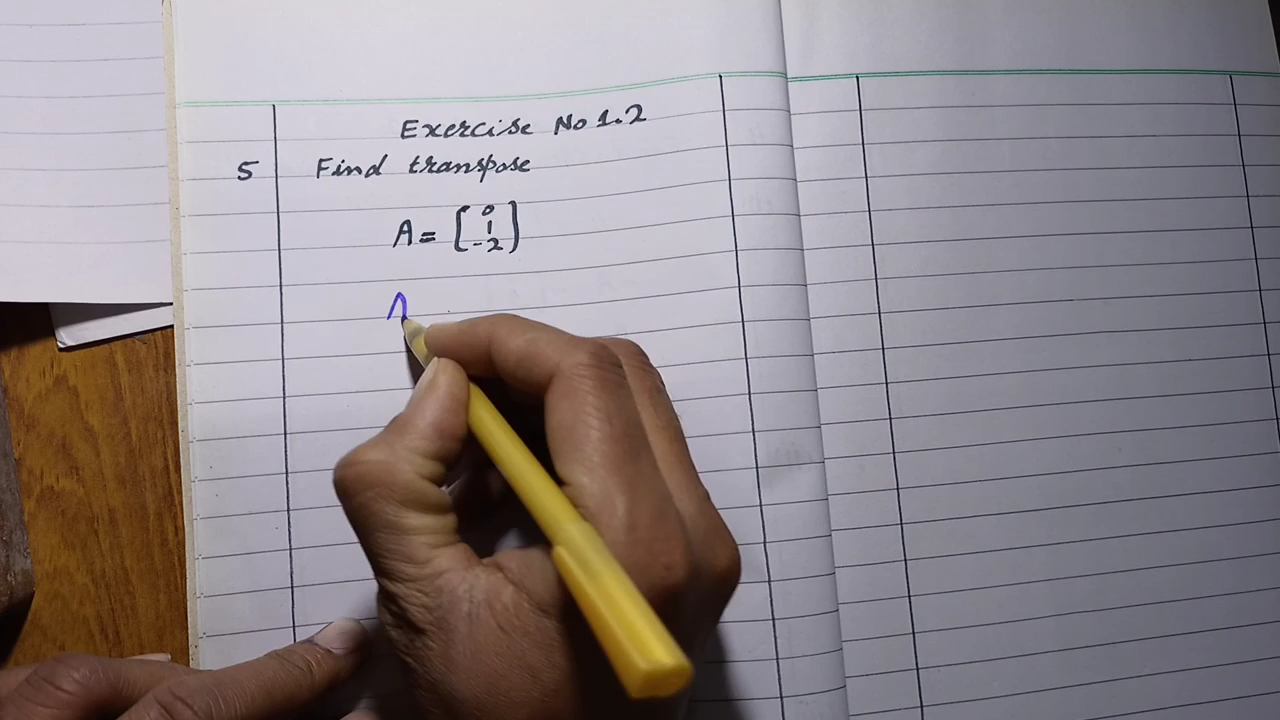 Exercise No 1.2
5 Find transpose
A = [0
1
-2]
A